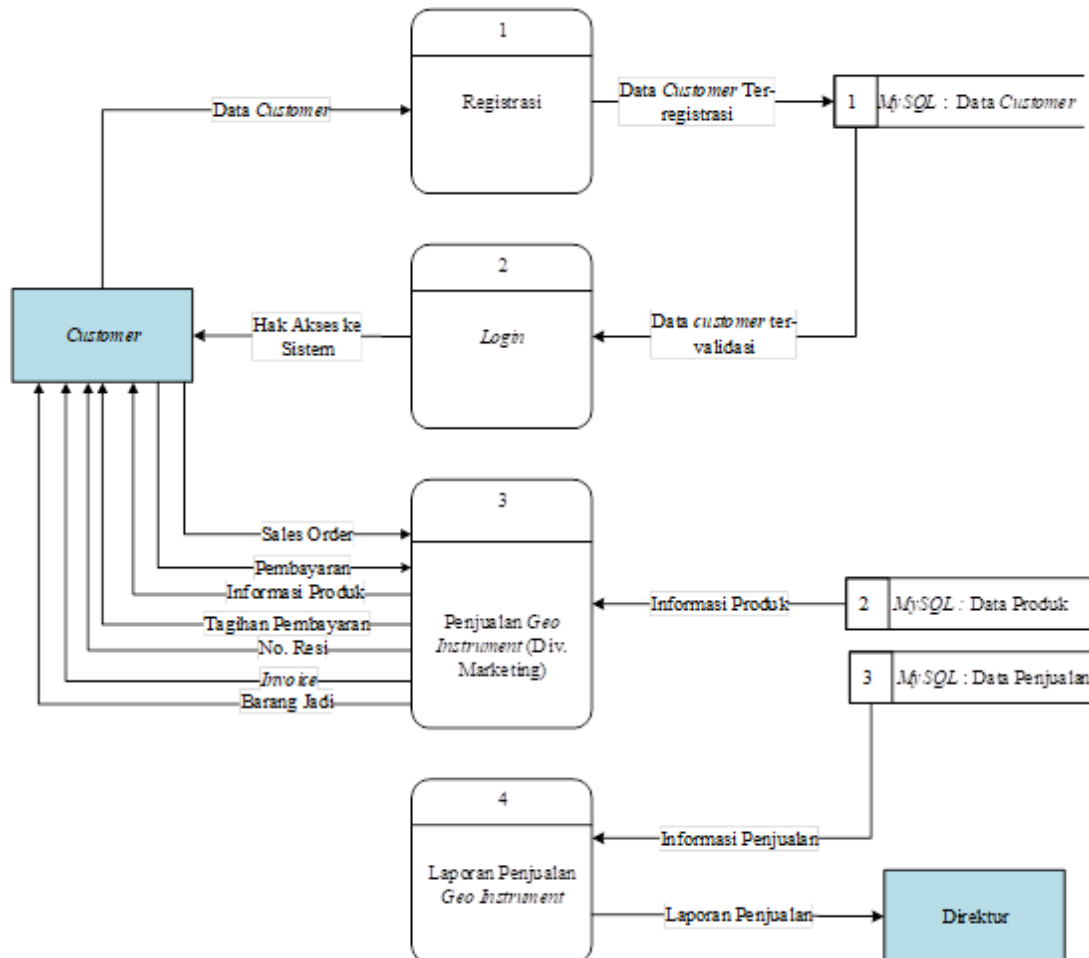 1
Registrasi
Data Customer
Data Customer Ter-
registrasi
1 MySQL : Data Customer
2
Login
Customer
Hak Akses ke
Sistem
Data customer ter-
validasi
3
Penjualan Geo
Instrument (Div.
Marketing)
Sales Order
Pembayaran
Informasi Produk
Tagihan Pembayaran
No. Resi
Invoice
Barang Jadi
Informasi Produk
2 MySQL : Data Produk
3 MySQL : Data Penjualan
4
Laporan Penjualan
Geo Instrument
Informasi Penjualan
Laporan Penjualan
Direktur